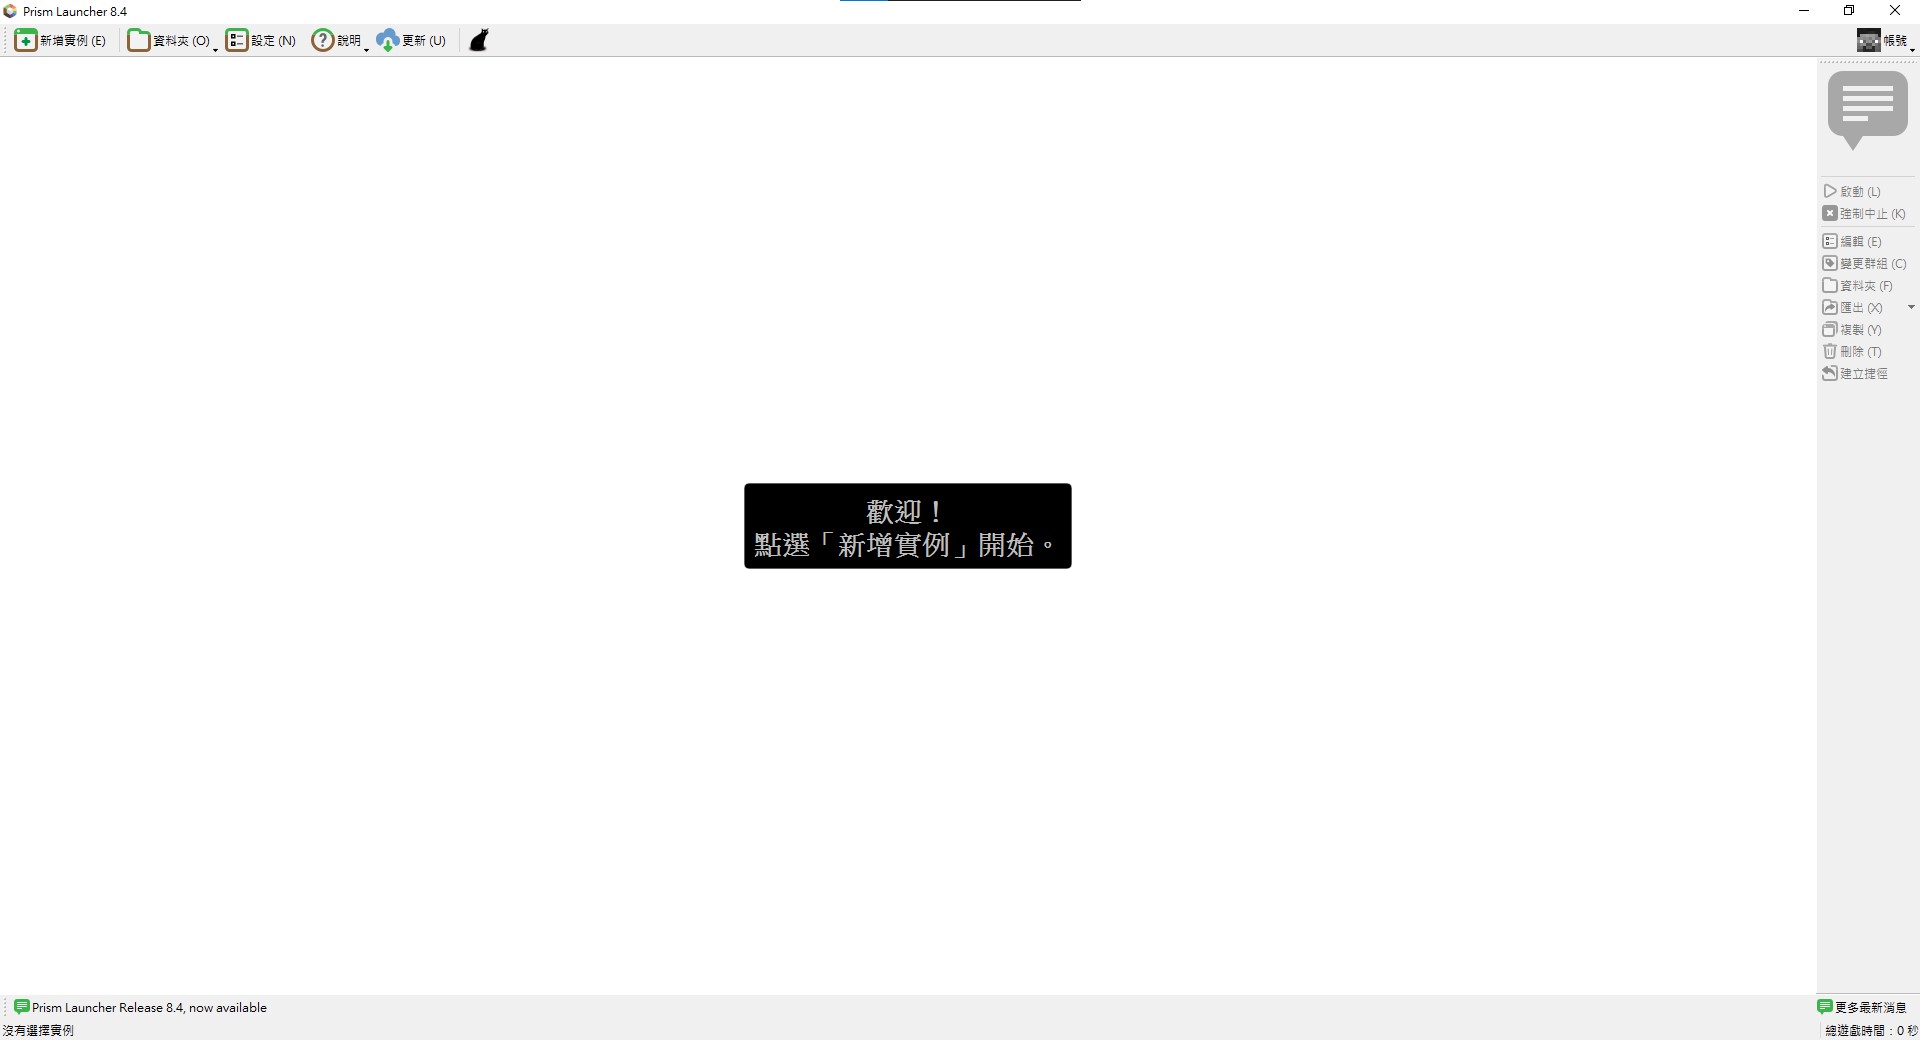 Prism Launcher 8.4
新增實例 (E)
資料夾 (O)
設定 (N)
說明
更新 (U)
帳號
啟動 (L)
強制中止 (K)
編輯 (E)
變更群組 (C)
資料夾 (F)
匯出 (X)
複製 (Y)
刪除 (T)
建立捷徑
歡迎！
點選「新增實例」開始。
Prism Launcher Release 8.4, now available
更多最新消息
沒有選擇實例
總遊戲時間：0 秒